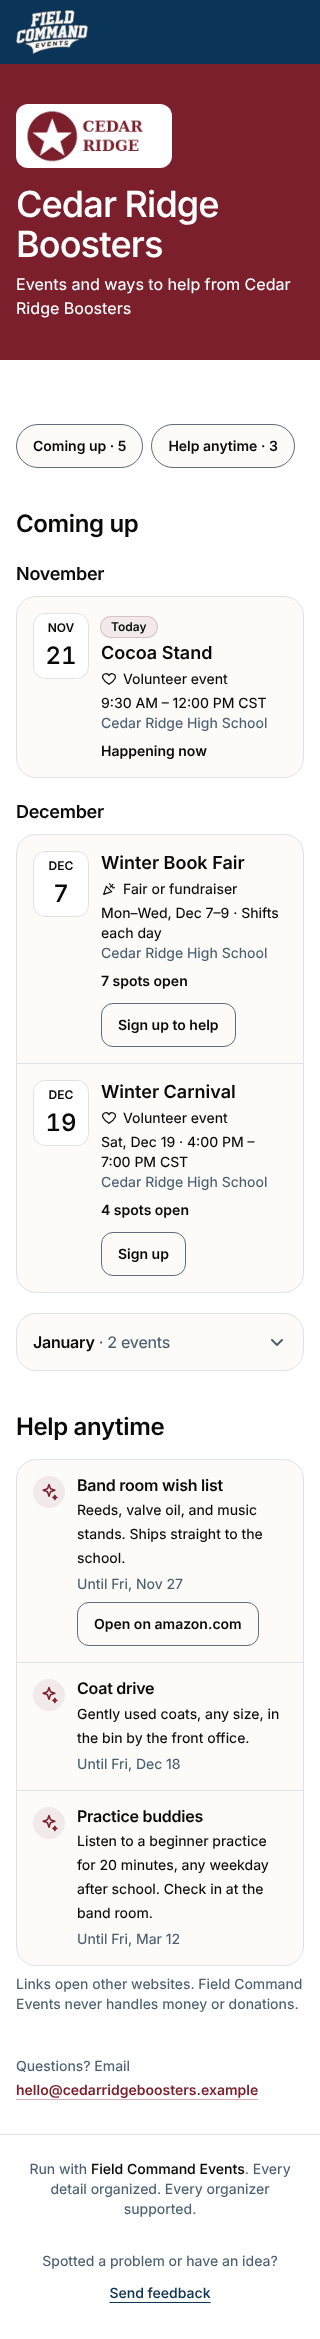 FIELD
COMMAND
EVENTS
CEDAR
RIDGE
Cedar Ridge
Boosters
Events and ways to help from Cedar
Ridge Boosters
Coming up · 5
Help anytime · 3
Coming up
November
NOV
21
Today
Cocoa Stand
Volunteer event
9:30 AM – 12:00 PM CST
Cedar Ridge High School
Happening now
December
DEC
7
Winter Book Fair
Fair or fundraiser
Mon–Wed, Dec 7–9 · Shifts
each day
Cedar Ridge High School
7 spots open
Sign up to help
DEC
19
Winter Carnival
Volunteer event
Sat, Dec 19 · 4:00 PM –
7:00 PM CST
Cedar Ridge High School
4 spots open
Sign up
January · 2 events
Help anytime
Band room wish list
Reeds, valve oil, and music
stands. Ships straight to the
school.
Until Fri, Nov 27
Open on amazon.com
Coat drive
Gently used coats, any size, in
the bin by the front office.
Until Fri, Dec 18
Practice buddies
Listen to a beginner practice
for 20 minutes, any weekday
after school. Check in at the
band room.
Until Fri, Mar 12
Links open other websites. Field Command
Events never handles money or donations.
Questions? Email
hello@cedarridgeboosters.example
Run with Field Command Events. Every
detail organized. Every organizer
supported.
Spotted a problem or have an idea?
Send feedback